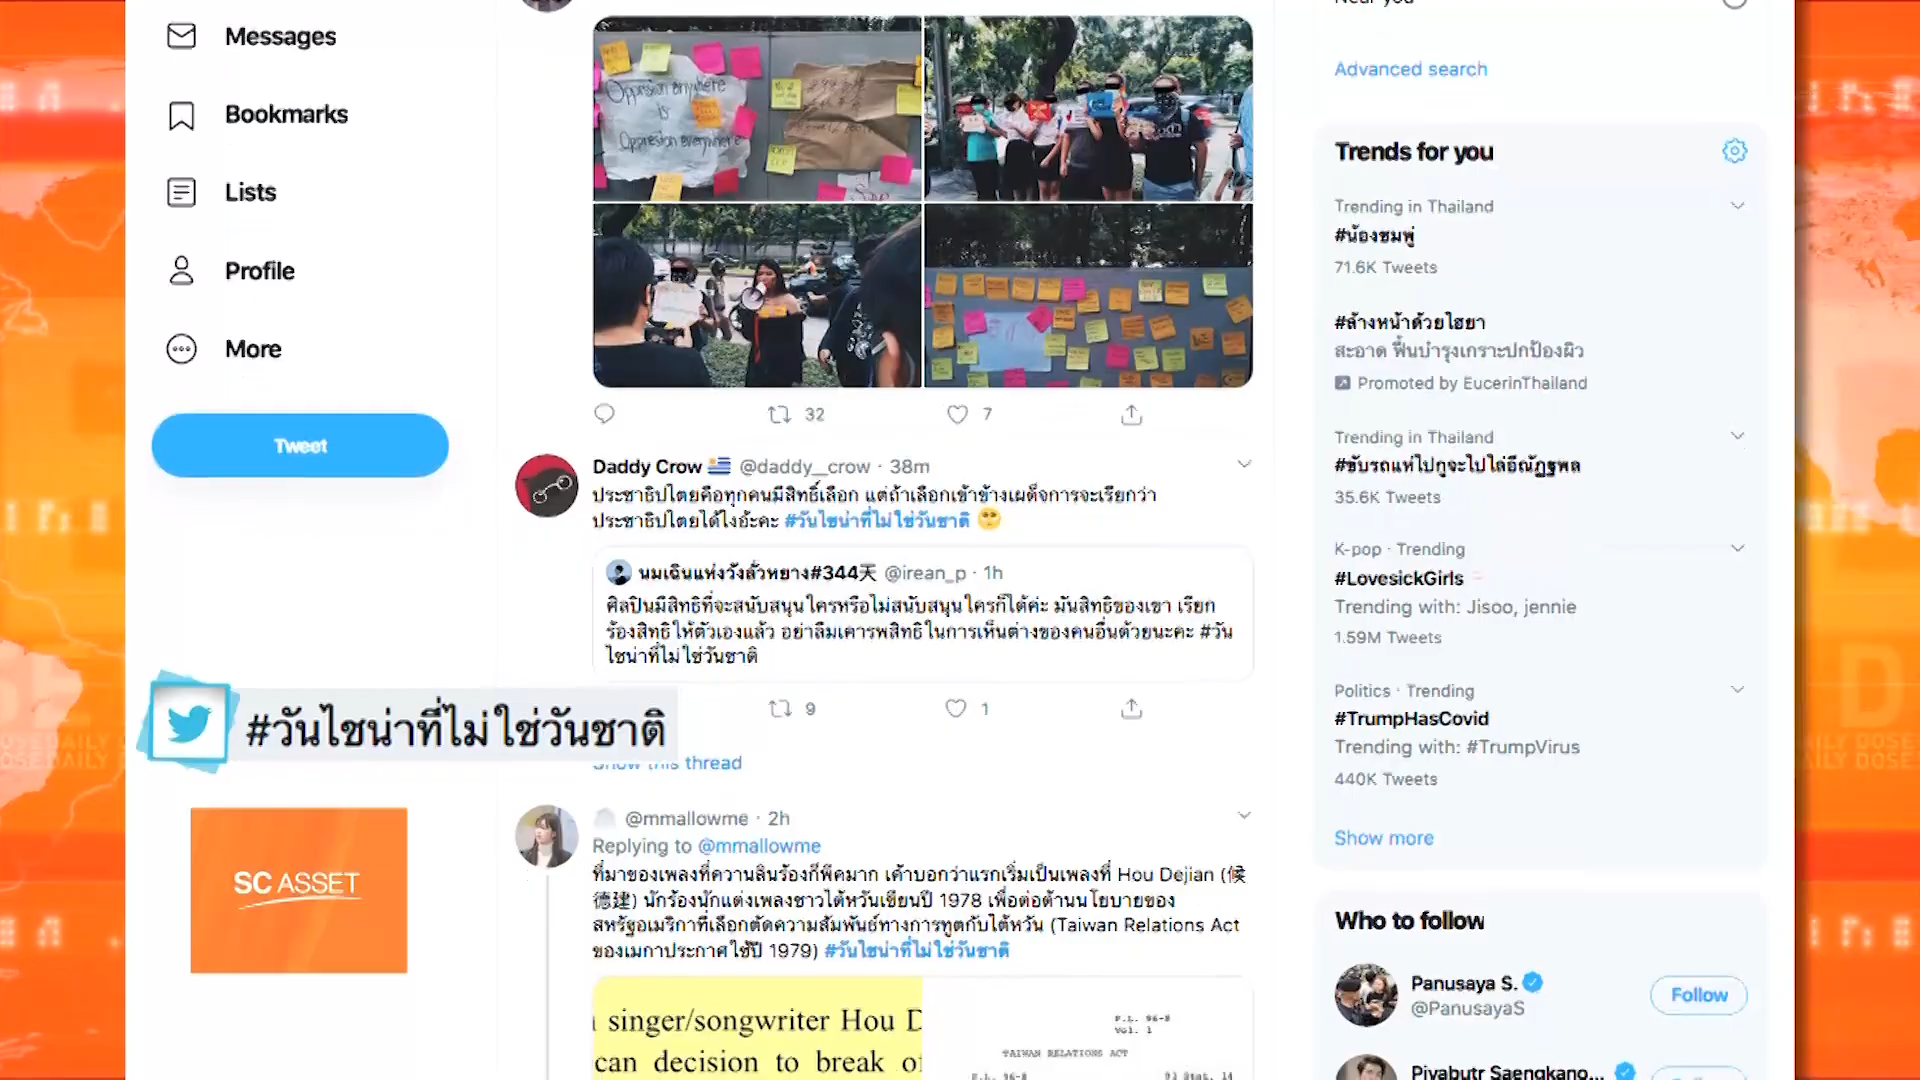 Messages
Bookmarks
Lists
Profile
More
Tweet
Oppression anywhere
is
Oppression everywhere
32
7
Daddy Crow @daddy__crow · 38m
ประชาธิปไตยคือทุกคนมีสิทธิ์เลือก แต่ถ้าเลือกเข้าข้างเผด็จการจะเรียกว่า
ประชาธิปไตยได้ไงอ้ะคะ #วันไชน่าที่ไม่ใช่วันชาติ
นมเฉินแห่งวังลั่วหยาง#344天 @irean_p · 1h
ศิลปินมีสิทธิที่จะสนับสนุนใครหรือไม่สนับสนุนใครก็ได้ค่ะ มันสิทธิของเขา เรียก
ร้องสิทธิให้ตัวเองแล้ว อย่าลืมเคารพสิทธิในการเห็นต่างของคนอื่นด้วยนะคะ #วัน
ไชน่าที่ไม่ใช่วันชาติ
9
1
#วันไชน่าที่ไม่ใช่วันชาติ
Show this thread
SC ASSET
@mmallowme · 2h
Replying to @mmallowme
ที่มาของเพลงที่ความลินร้องก็พีคมาก เค้าบอกว่าแรกเริ่มเป็นเพลงที่ Hou Dejian (候
德建) นักร้องนักแต่งเพลงชาวไต้หวันเขียนปี 1978 เพื่อต่อต้านนโยบายของ
สหรัฐอเมริกาที่เลือกตัดความสัมพันธ์ทางการทูตกับไต้หวัน (Taiwan Relations Act
ของเมกาประกาศใช้ปี 1979) #วันไชน่าที่ไม่ใช่วันชาติ
singer/songwriter Hou D
can decision to break of
P.L. 96-8
Vol. 1
TAIWAN RELATIONS ACT
P.L. 96-8
93 Stat. 14
Near you
Advanced search
Trends for you
Trending in Thailand
#น้องชมพู่
71.6K Tweets
#ล้างหน้าด้วยไฮยา
สะอาด ฟื้นบำรุงเกราะปกป้องผิว
Promoted by EucerinThailand
Trending in Thailand
#ขับรถแห่ไปกูจะไปไล่อีณัฏฐพล
35.6K Tweets
K-pop · Trending
#LovesickGirls
Trending with: Jisoo, jennie
1.59M Tweets
Politics · Trending
#TrumpHasCovid
Trending with: #TrumpVirus
440K Tweets
Show more
Who to follow
Panusaya S.
@PanusayaS
Follow
Piyabutr Saengkano...
DAILY DOSE